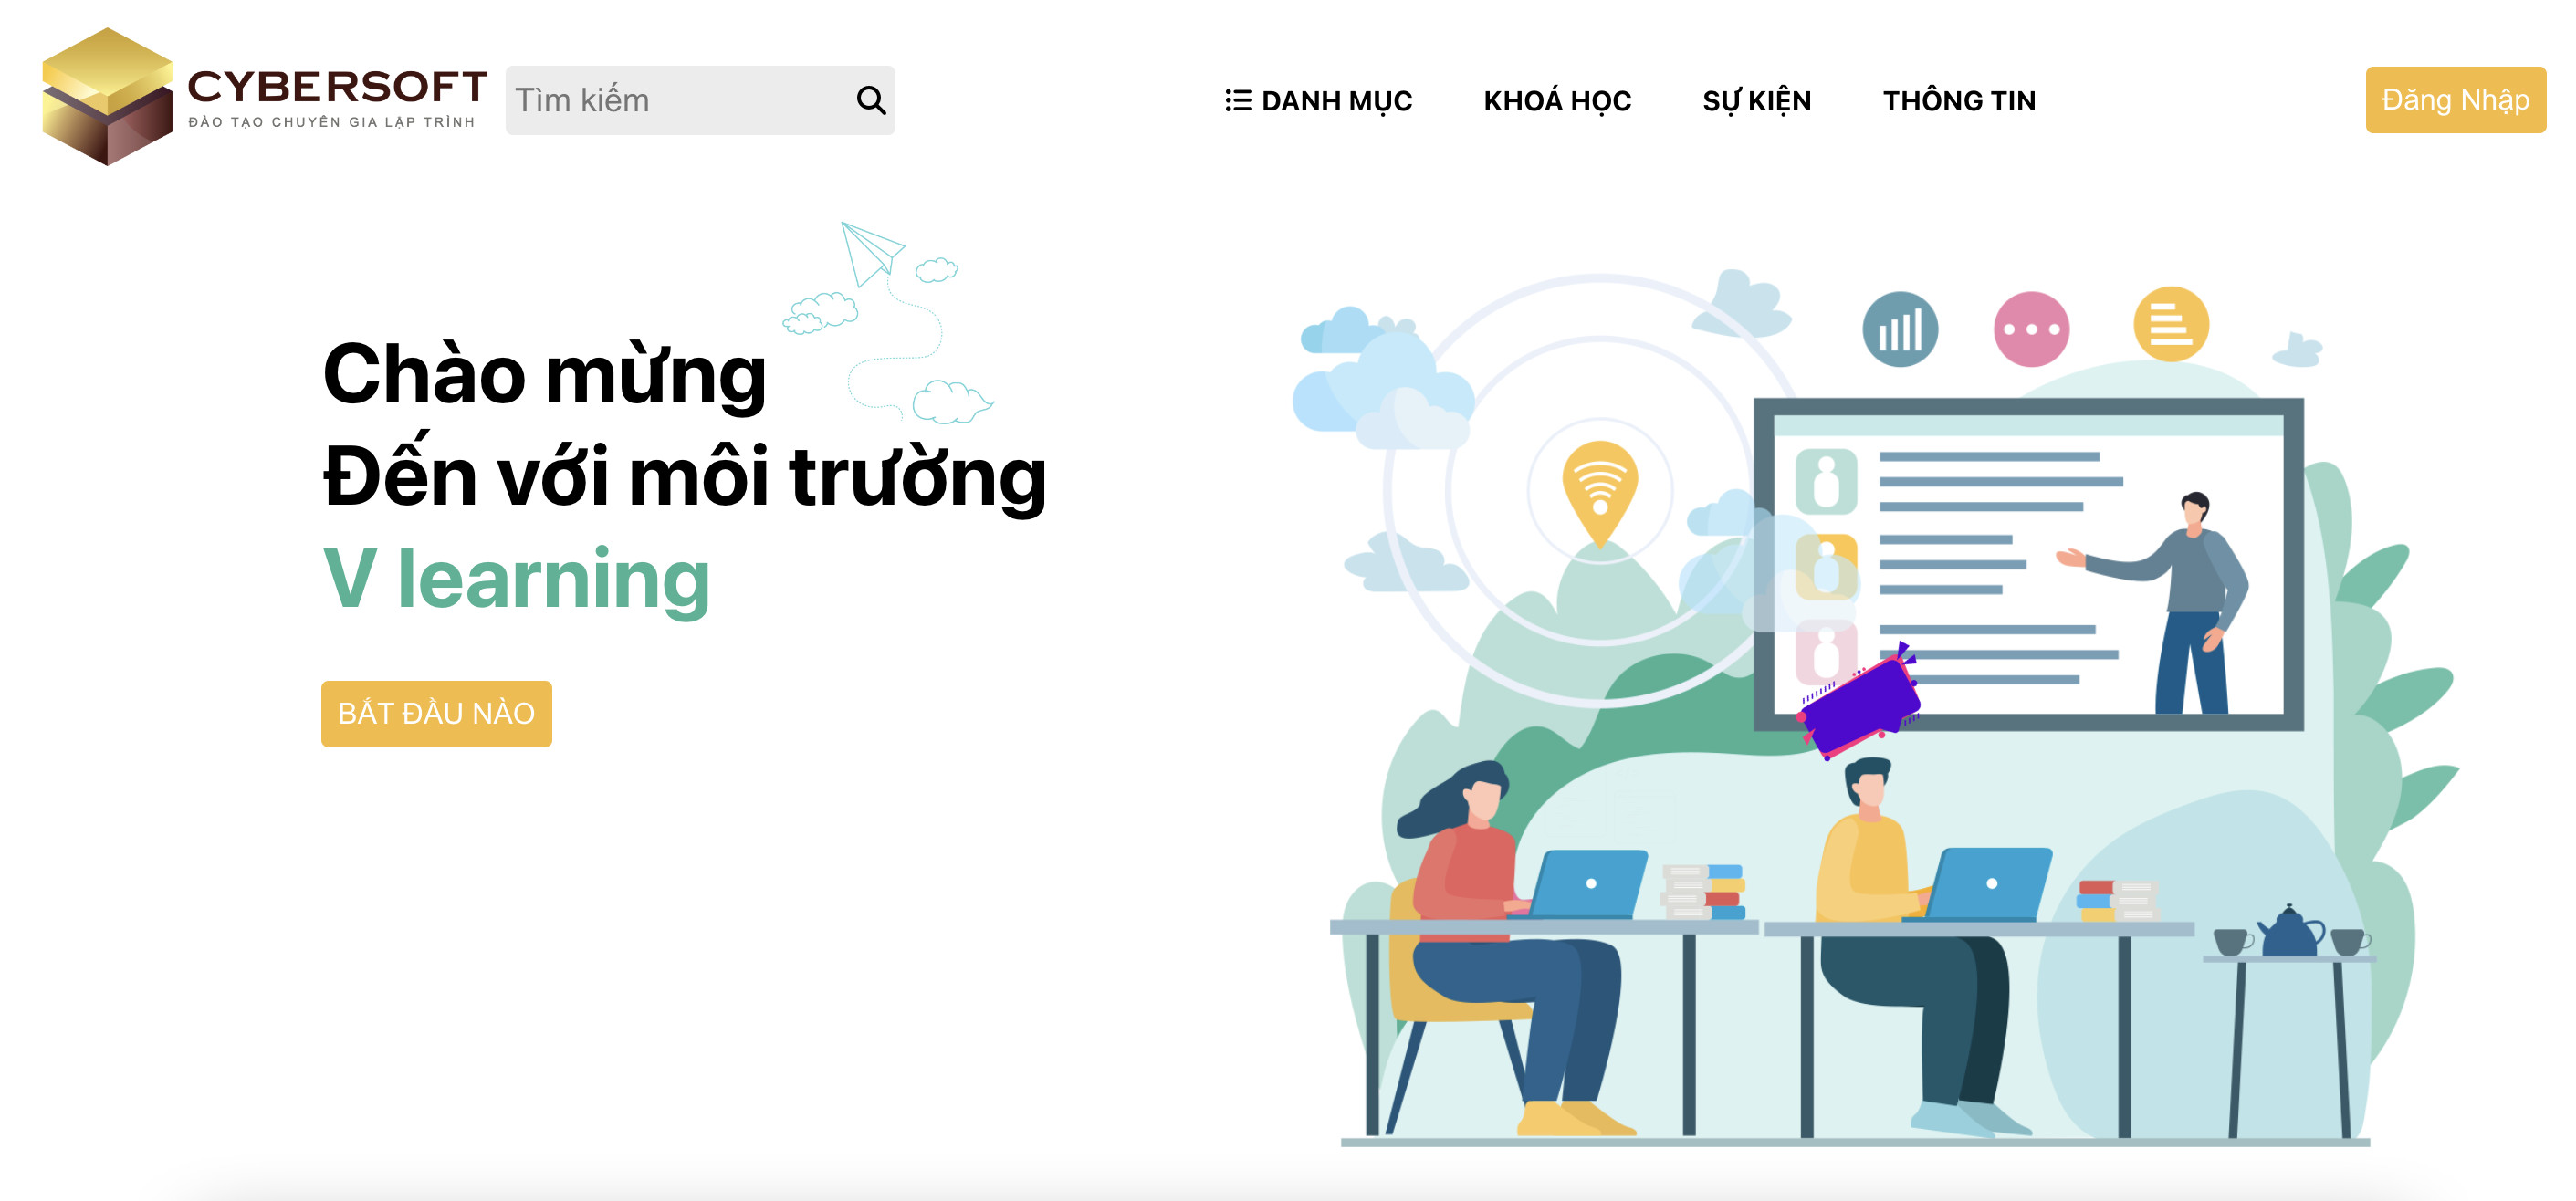 CYBERSOFT
ĐÀO TẠO CHUYÊN GIA LẬP TRÌNH
Tìm kiếm
DANH MỤC
KHOÁ HỌC
SỰ KIỆN
THÔNG TIN
Đăng Nhập
Chào mừng
Đến với môi trường
V learning
BẮT ĐẦU NÀO